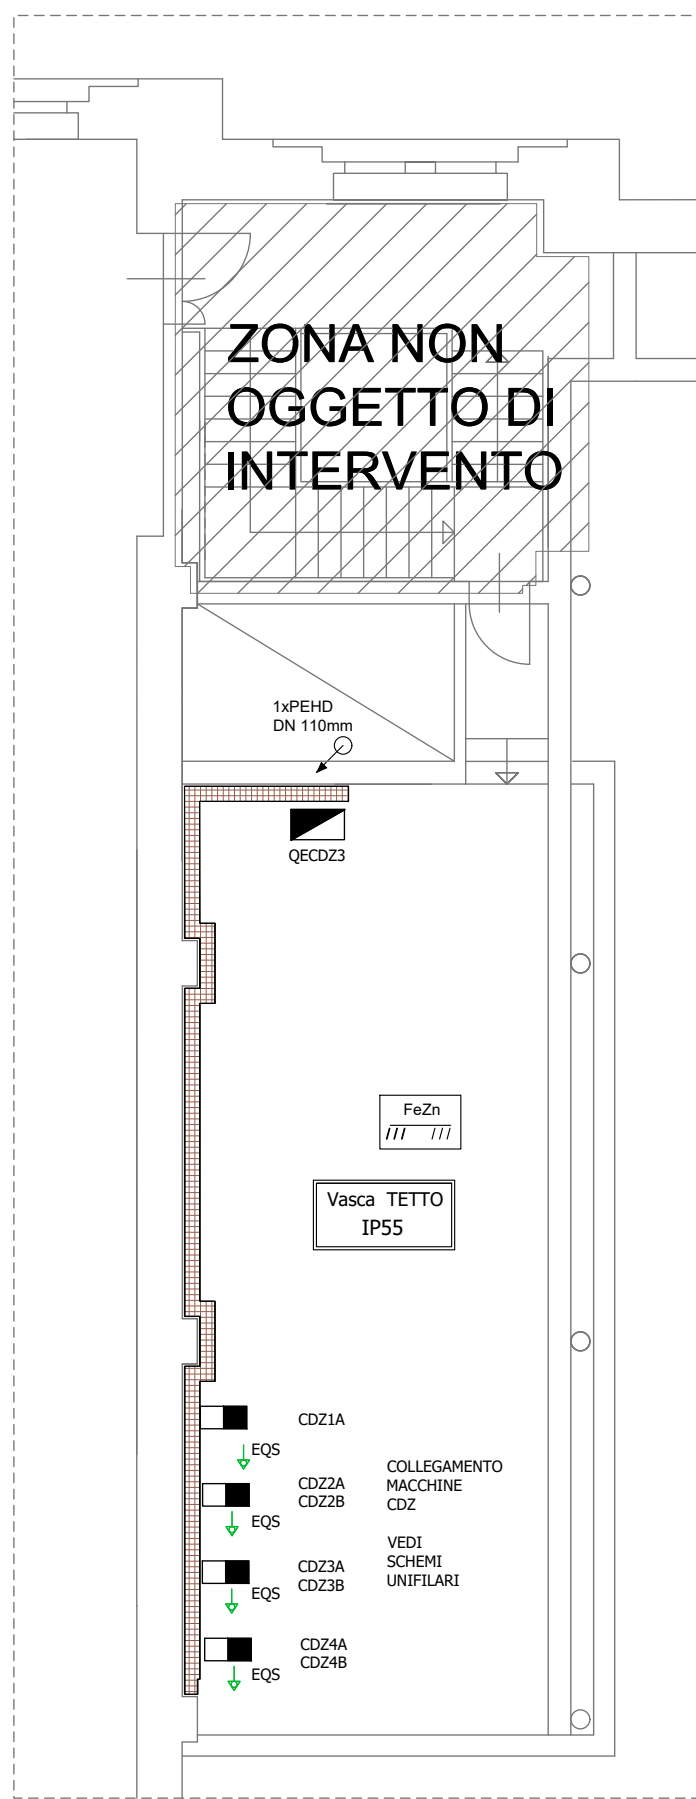 ZONA NON
OGGETTO DI
INTERVENTO
1xPEHD
DN 110mm
QECDZ3
FeZn
Vasca TETTO
IP55
CDZ1A
EQS
CDZ2A
CDZ2B
EQS
CDZ3A
CDZ3B
EQS
CDZ4A
CDZ4B
EQS
COLLEGAMENTO
MACCHINE
CDZ
VEDI
SCHEMI
UNIFILARI